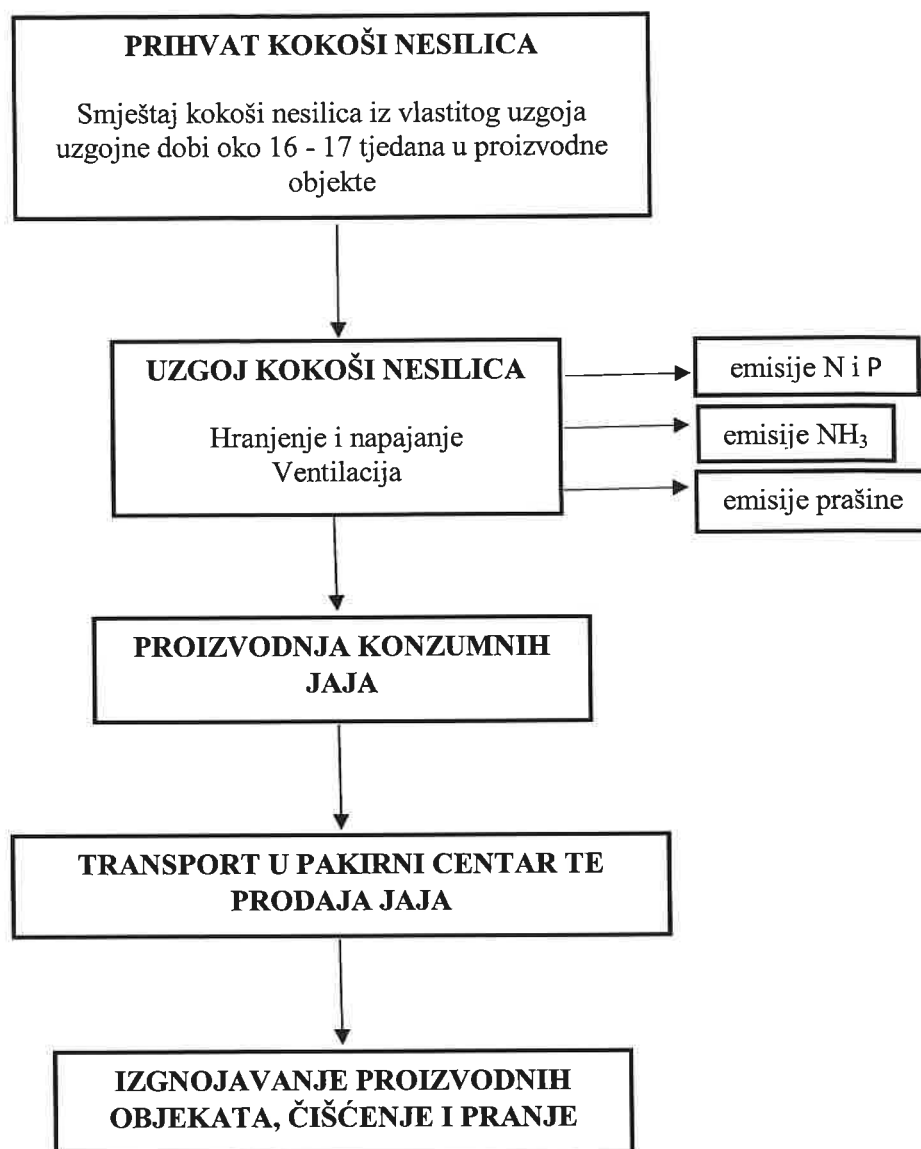 PRIHVAT KOKOŠI NESILICA
Smještaj kokoši nesilica iz vlastitog uzgoja
uzgojne dobi oko 16 - 17 tjedana u proizvodne
objekte
UZGOJ KOKOŠI NESILICA
Hranjenje i napajanje
Ventilacija
emisije N i P
emisije NH₃
emisije prašine
PROIZVODNJA KONZUMNIH
JAJA
TRANSPORT U PAKIRNI CENTAR TE
PRODAJA JAJA
IZGNOJAVANJE PROIZVODNIH
OBJEKATA, ČIŠĆENJE I PRANJE